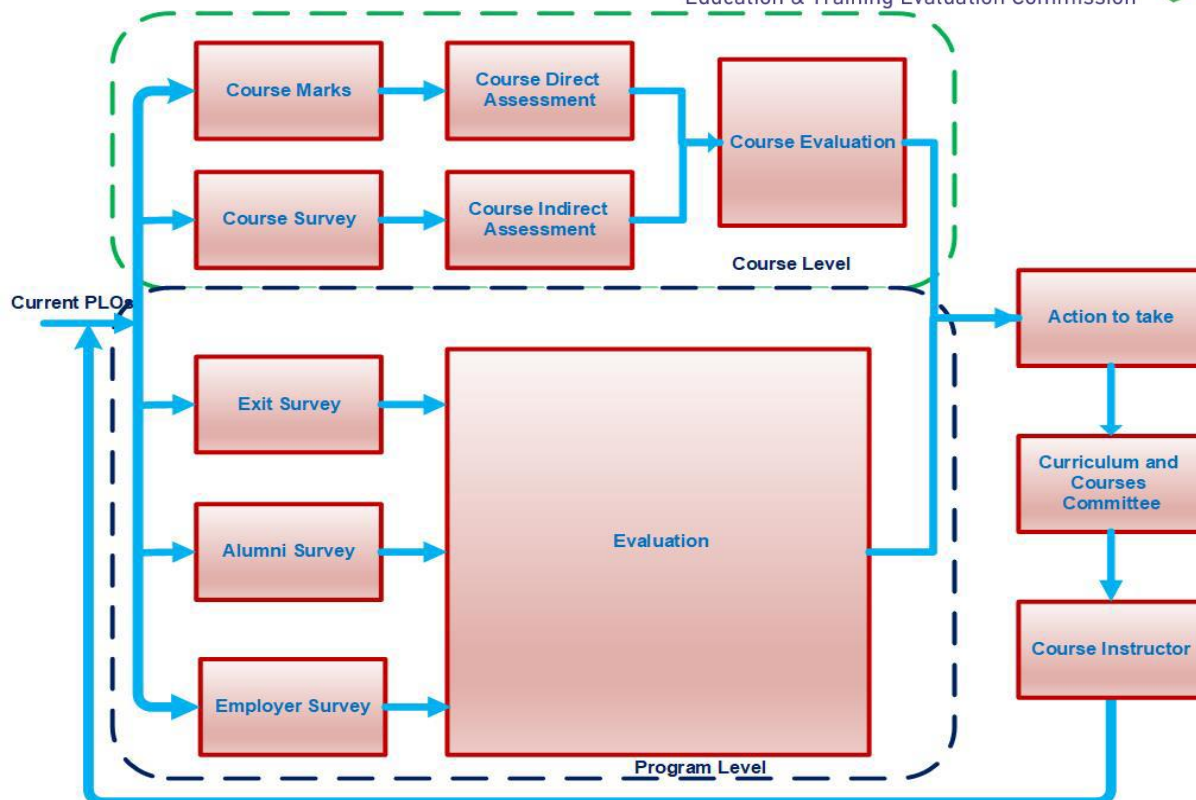 Education & Training Evaluation Commission
Course Marks
Course Direct
Assessment
Course Evaluation
Course Survey
Course Indirect
Assessment
Course Level
Current PLOs
Action to take
Exit Survey
Curriculum and
Courses
Committee
Alumni Survey
Evaluation
Course Instructor
Employer Survey
Program Level